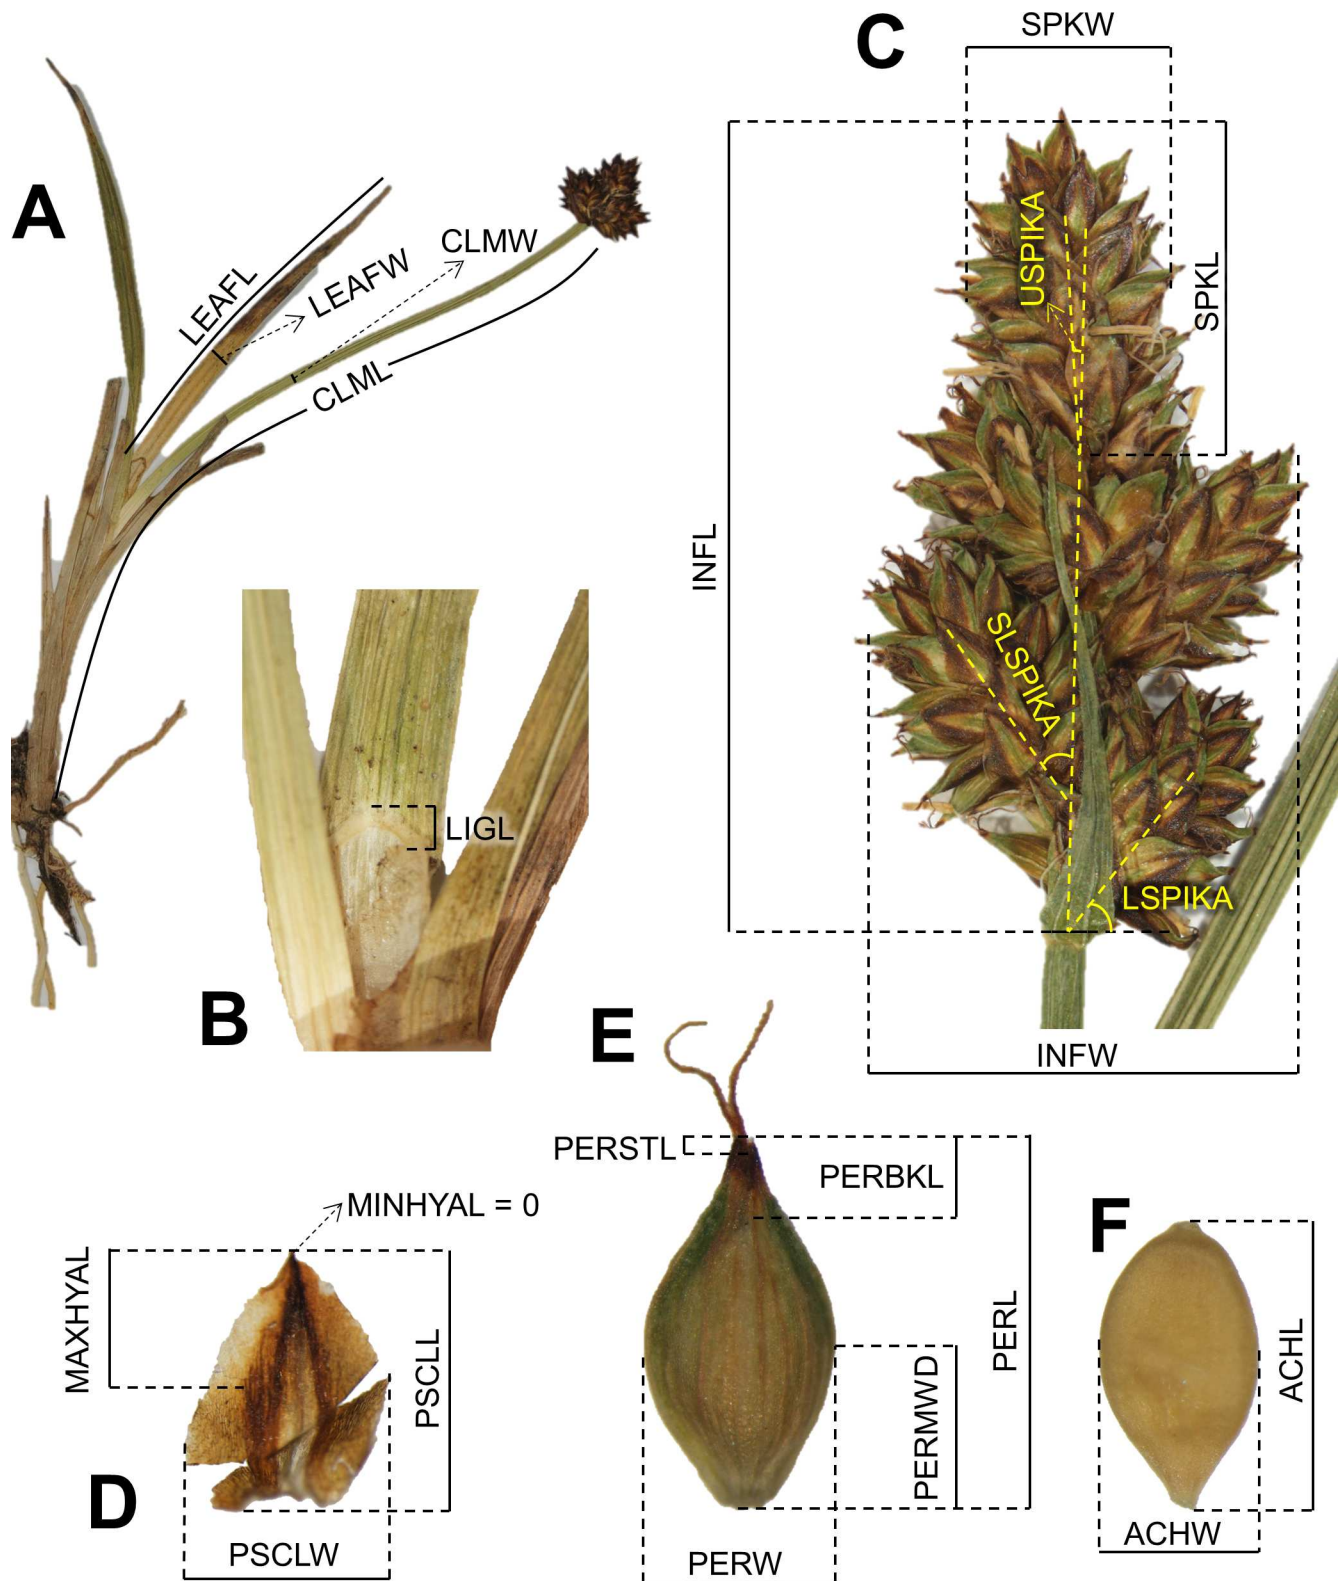 A
LEAFL
LEAFW
CLMW
CLML
B
LIGL
C
SPKW
SPKL
USPIKA
INFL
SLSPIKA
LSPIKA
INFW
D
MINHYAL = 0
MAXHYAL
PSCLL
PSCLW
E
PERSTL
PERBKL
PERL
PERMWD
PERW
F
ACHL
ACHW